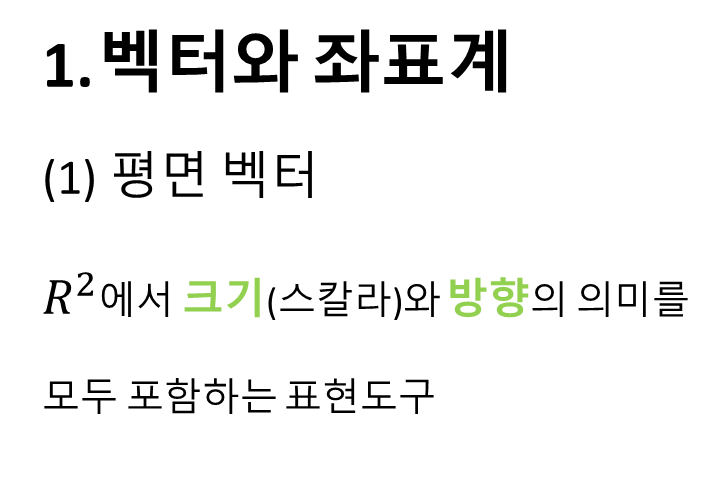 1. 벡터와 좌표계
(1) 평면 벡터
R²에서 크기(스칼라)와 방향의 의미를
모두 포함하는 표현도구